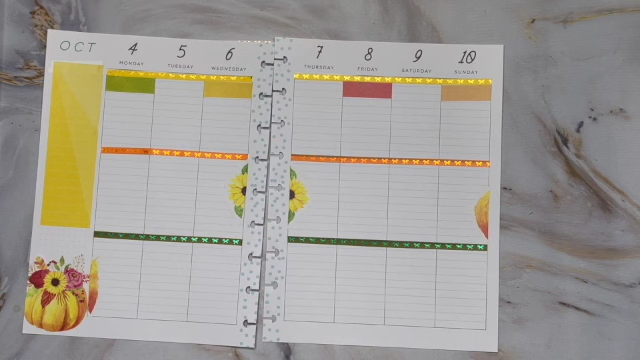 OCT
4 5 6 7 8 9 10
MONDAY TUESDAY WEDNESDAY THURSDAY FRIDAY SATURDAY SUNDAY